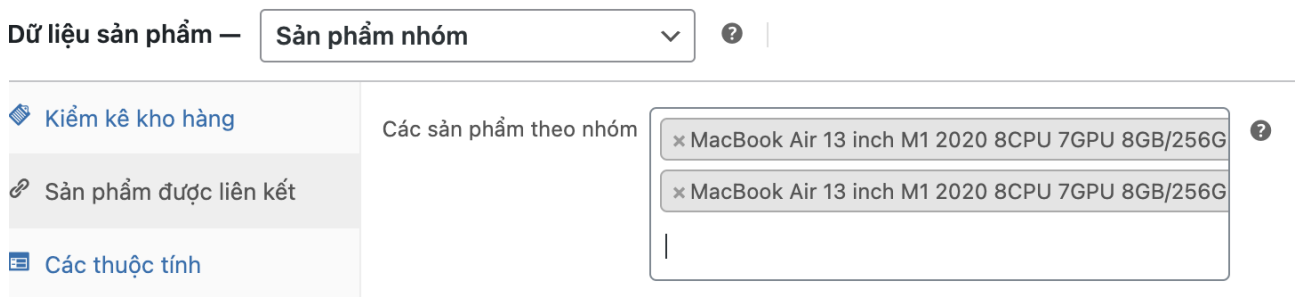 Dữ liệu sản phẩm — Sản phẩm nhóm
Kiểm kê kho hàng
Sản phẩm được liên kết
Các thuộc tính
Các sản phẩm theo nhóm
× MacBook Air 13 inch M1 2020 8CPU 7GPU 8GB/256G
× MacBook Air 13 inch M1 2020 8CPU 7GPU 8GB/256G